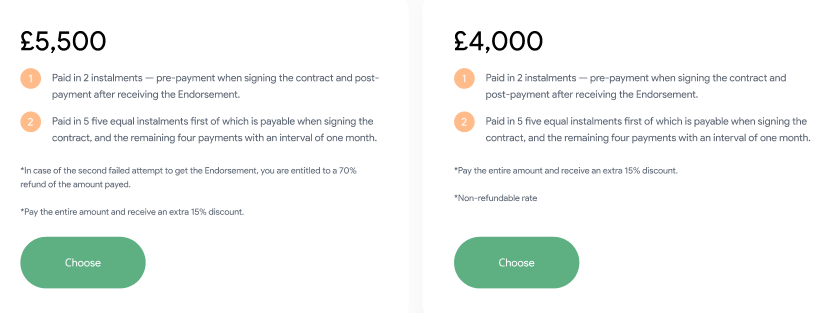 £5,500
1 Paid in 2 instalments — pre-payment when signing the contract and post-
payment after receiving the Endorsement.
2 Paid in 5 five equal instalments first of which is payable when signing the
contract, and the remaining four payments with an interval of one month.
*In case of the second failed attempt to get the Endorsement, you are entitled to a 70%
refund of the amount payed.
*Pay the entire amount and receive an extra 15% discount.
Choose
£4,000
1 Paid in 2 instalments — pre-payment when signing the contract and
post-payment after receiving the Endorsement.
2 Paid in 5 five equal instalments first of which is payable when signing the
contract, and the remaining four payments with an interval of one month.
*Pay the entire amount and receive an extra 15% discount.
*Non-refundable rate
Choose